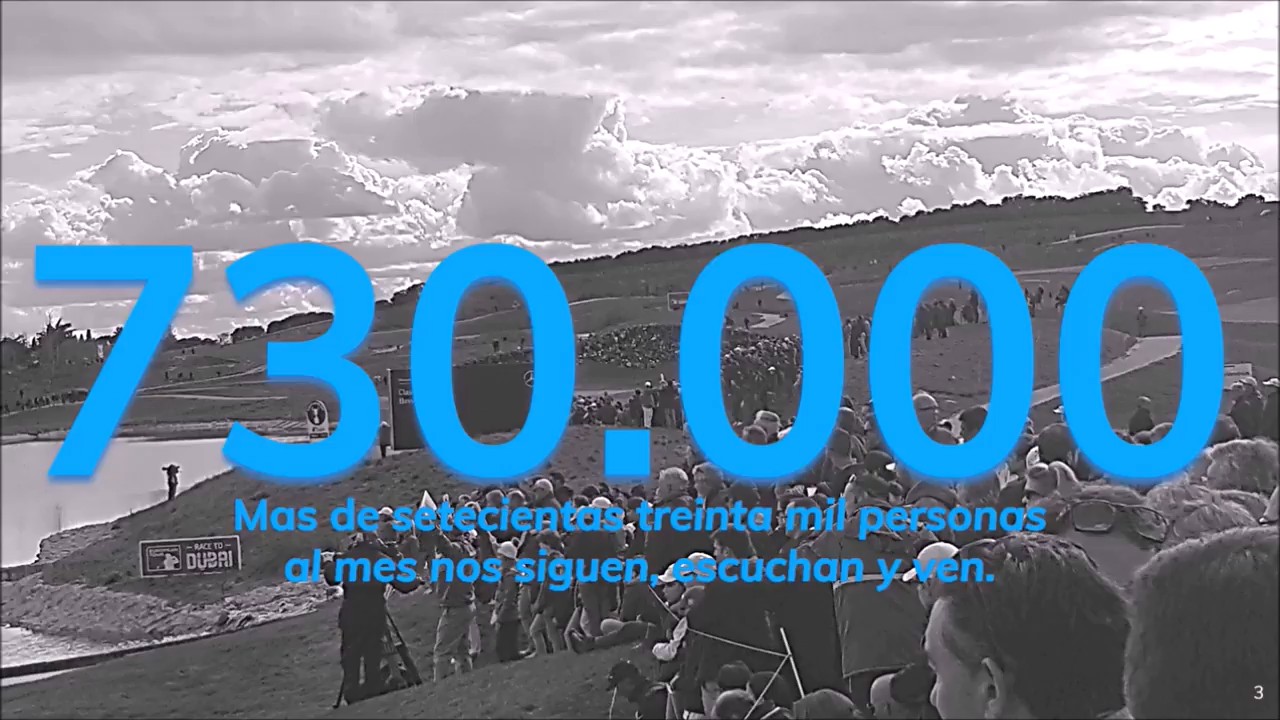 730.000
Mas de setecientas treinta mil personas
al mes nos siguen, escuchan y ven.
RACE TO
DUBAI
3